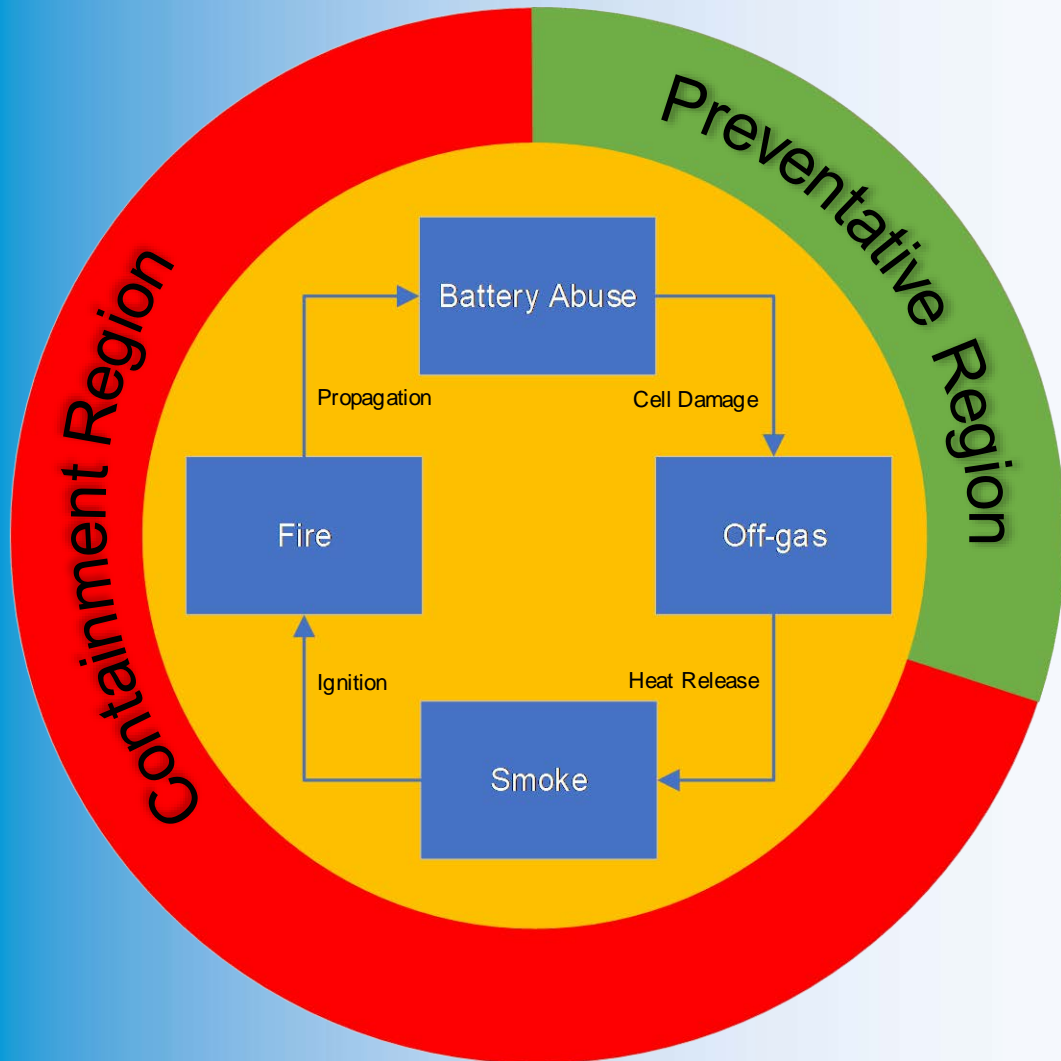 Preventative Region
Containment Region
Battery Abuse
Propagation
Cell Damage
Fire
Off-gas
Ignition
Heat Release
Smoke